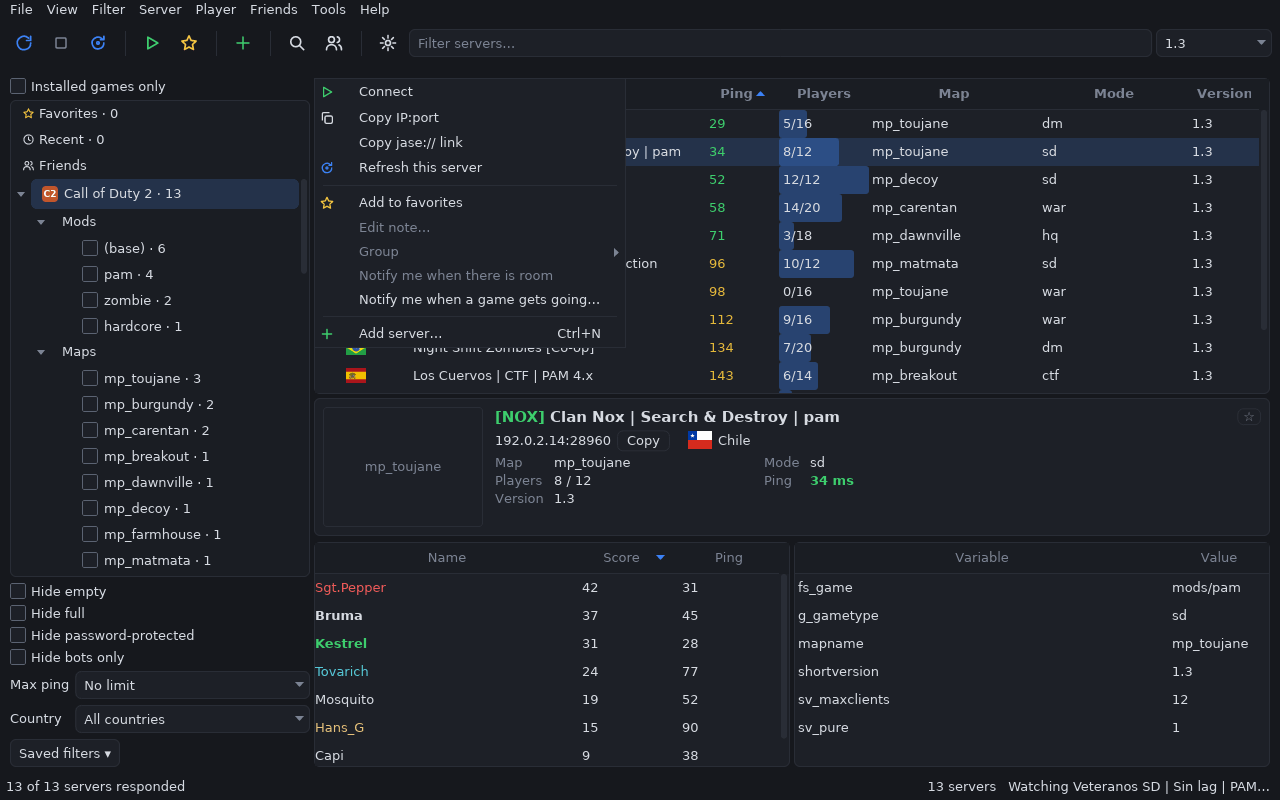 File View Filter Server Player Friends Tools Help
Filter servers...
1.3
Installed games only
Favorites · 0
Recent · 0
Friends
C2 Call of Duty 2 · 13
Mods
(base) · 6
pam · 4
zombie · 2
hardcore · 1
Maps
mp_toujane · 3
mp_burgundy · 2
mp_carentan · 2
mp_breakout · 1
mp_dawnville · 1
mp_decoy · 1
mp_farmhouse · 1
mp_matmata · 1
Hide empty
Hide full
Hide password-protected
Hide bots only
Max ping No limit
Country All countries
Saved filters ▾
Connect
Copy IP:port
Copy jase:// link
Refresh this server
Add to favorites
Edit note...
Group
Notify me when there is room
Notify me when a game gets going...
Add server... Ctrl+N
Ping Players Map Mode Version
29 5/16 mp_toujane dm 1.3
oy | pam 34 8/12 mp_toujane sd 1.3
52 12/12 mp_decoy sd 1.3
58 14/20 mp_carentan war 1.3
71 3/18 mp_dawnville hq 1.3
ction 96 10/12 mp_matmata sd 1.3
98 0/16 mp_toujane war 1.3
112 9/16 mp_burgundy war 1.3
Night Shift Zombies [Co-op] 134 7/20 mp_burgundy dm 1.3
Los Cuervos | CTF | PAM 4.x 143 6/14 mp_breakout ctf 1.3
mp_toujane
[NOX] Clan Nox | Search & Destroy | pam ☆
192.0.2.14:28960 Copy Chile
Map mp_toujane Mode sd
Players 8 / 12 Ping 34 ms
Version 1.3
Name Score Ping
Sgt.Pepper 42 31
Bruma 37 45
Kestrel 31 28
Tovarich 24 77
Mosquito 19 52
Hans_G 15 90
Capi 9 38
Variable Value
fs_game mods/pam
g_gametype sd
mapname mp_toujane
shortversion 1.3
sv_maxclients 12
sv_pure 1
13 of 13 servers responded
13 servers Watching Veteranos SD | Sin lag | PAM...